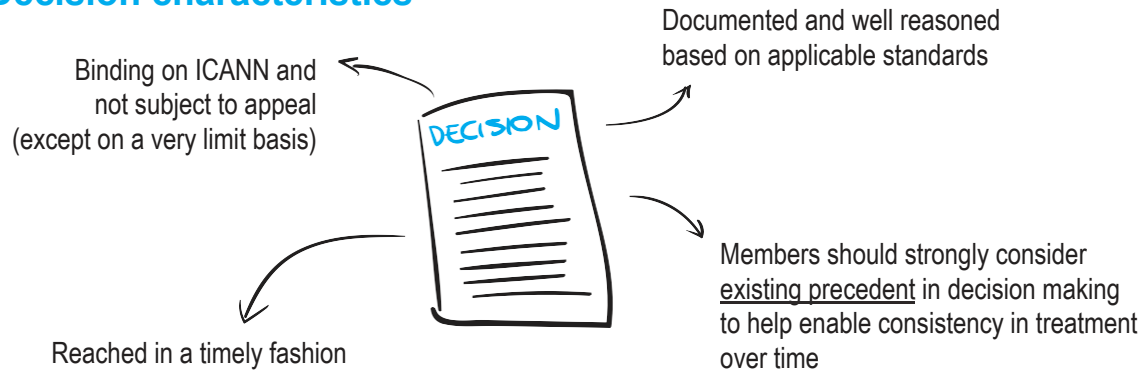 Decision characteristics
Documented and well reasoned
based on applicable standards
Binding on ICANN and
not subject to appeal
(except on a very limit basis)
DECISION
Members should strongly consider
existing precedent in decision making
to help enable consistency in treatment
over time
Reached in a timely fashion